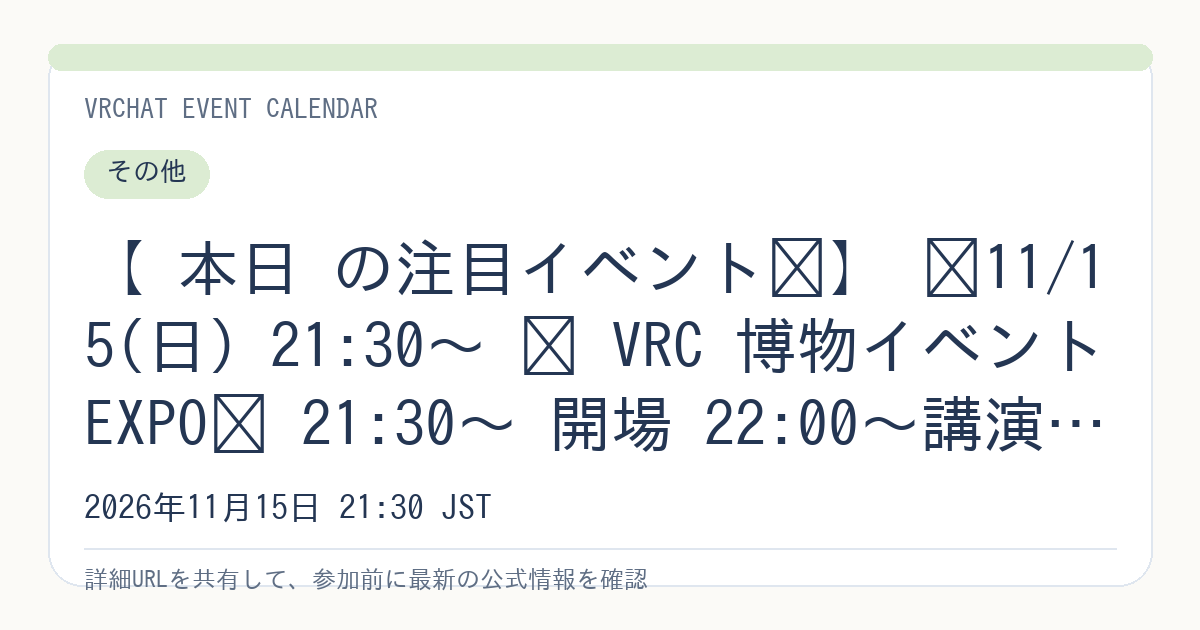 VRCHAT EVENT CALENDAR
その他
【 本日 の注目イベント】 11/1
5(日) 21:30〜 VRC 博物イベント
EXPO 21:30〜 開場 22:00〜講演…
2026年11月15日 21:30 JST
詳細URLを共有して、参加前に最新の公式情報を確認